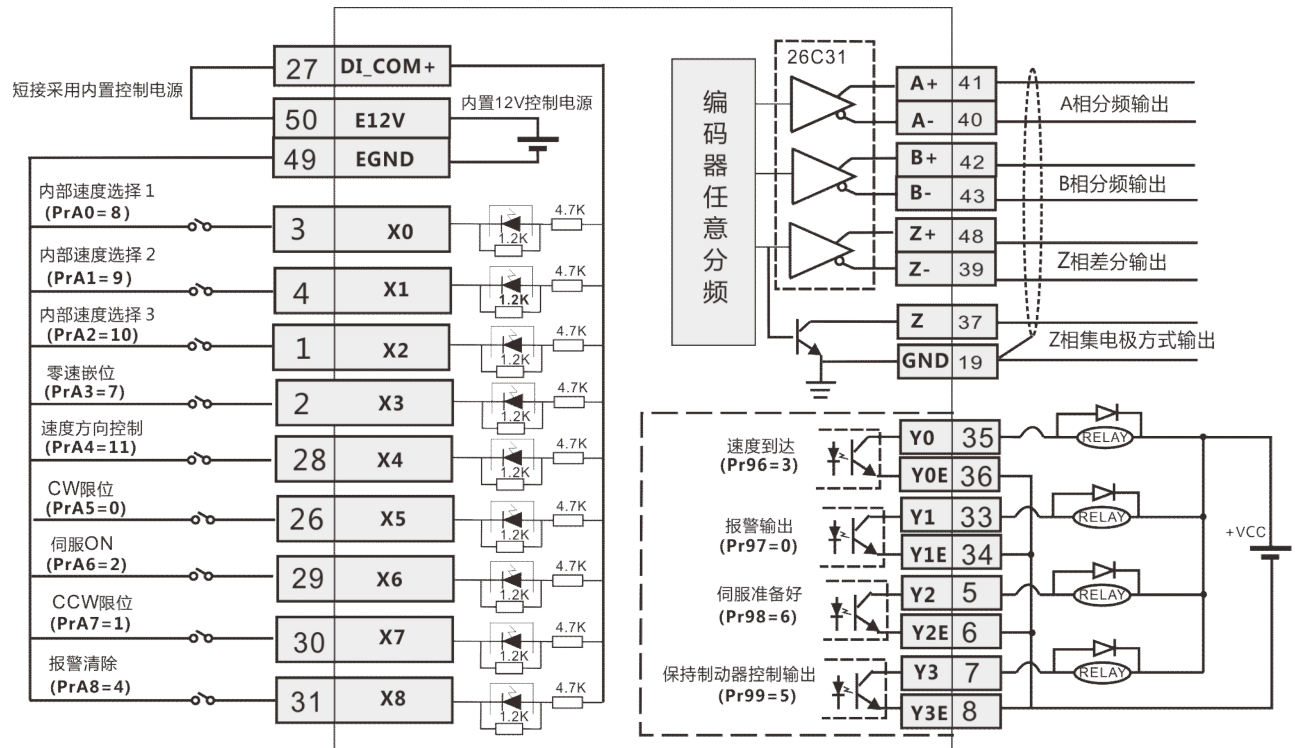 27 DI_COM+
短接采用内置控制电源
内置12V控制电源
50 E12V
49 EGND
内部速度选择1
(PrA0=8)
3 X0
4.7K
1.2K
内部速度选择2
(PrA1=9)
4 X1
4.7K
1.2K
内部速度选择3
(PrA2=10)
1 X2
4.7K
1.2K
零速嵌位
(PrA3=7)
2 X3
4.7K
1.2K
速度方向控制
(PrA4=11)
28 X4
4.7K
1.2K
CW限位
(PrA5=0)
26 X5
4.7K
1.2K
伺服ON
(PrA6=2)
29 X6
4.7K
1.2K
CCW限位
(PrA7=1)
30 X7
4.7K
1.2K
报警清除
(PrA8=4)
31 X8
4.7K
1.2K
编码器任意分频
26C31
A+ 41
A- 40
A相分频输出
B+ 42
B- 43
B相分频输出
Z+ 48
Z- 39
Z相差分输出
Z 37
GND 19
Z相集电极方式输出
速度到达
(Pr96=3)
Y0 35
Y0E 36
RELAY
报警输出
(Pr97=0)
Y1 33
Y1E 34
RELAY
+VCC
伺服准备好
(Pr98=6)
Y2 5
Y2E 6
RELAY
保持制动器控制输出
(Pr99=5)
Y3 7
Y3E 8
RELAY